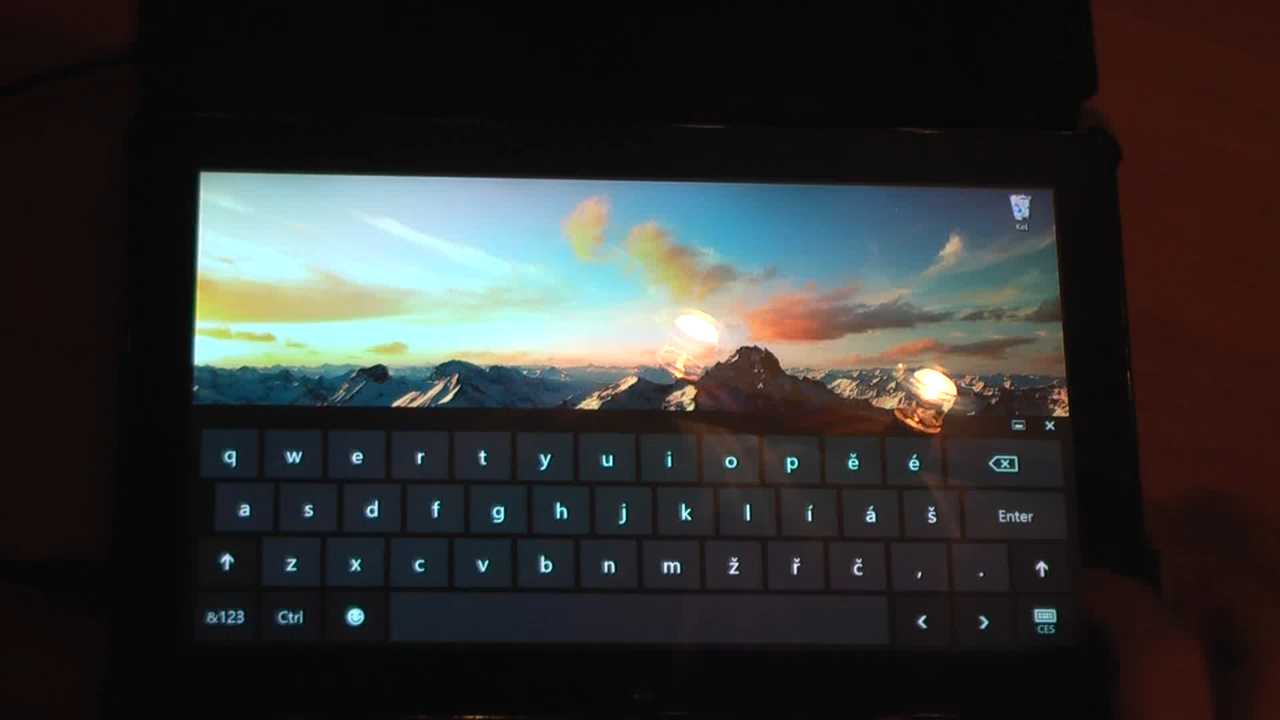 Koš
q w e r t y u i o p ě é
a s d f g h j k l í á š Enter
z x c v b n m ž ř č , .
&123 Ctrl < > CES